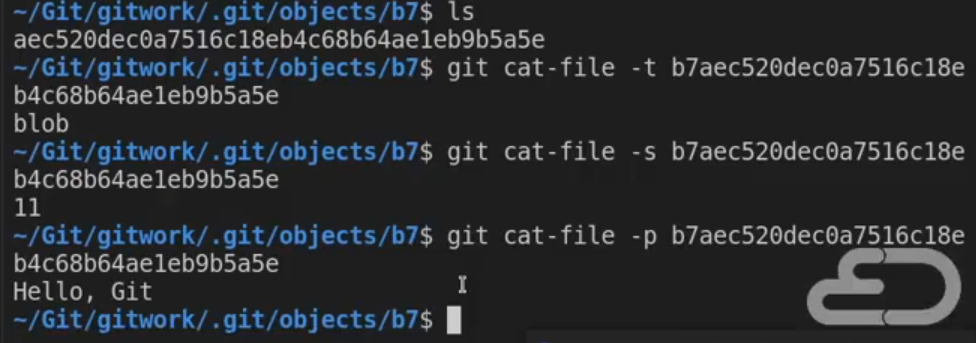 ~/Git/gitwork/.git/objects/b7$ ls
aec520dec0a7516c18eb4c68b64ae1eb9b5a5e
~/Git/gitwork/.git/objects/b7$ git cat-file -t b7aec520dec0a7516c18e
b4c68b64ae1eb9b5a5e
blob
~/Git/gitwork/.git/objects/b7$ git cat-file -s b7aec520dec0a7516c18e
b4c68b64ae1eb9b5a5e
11
~/Git/gitwork/.git/objects/b7$ git cat-file -p b7aec520dec0a7516c18e
b4c68b64ae1eb9b5a5e
Hello, Git
~/Git/gitwork/.git/objects/b7$